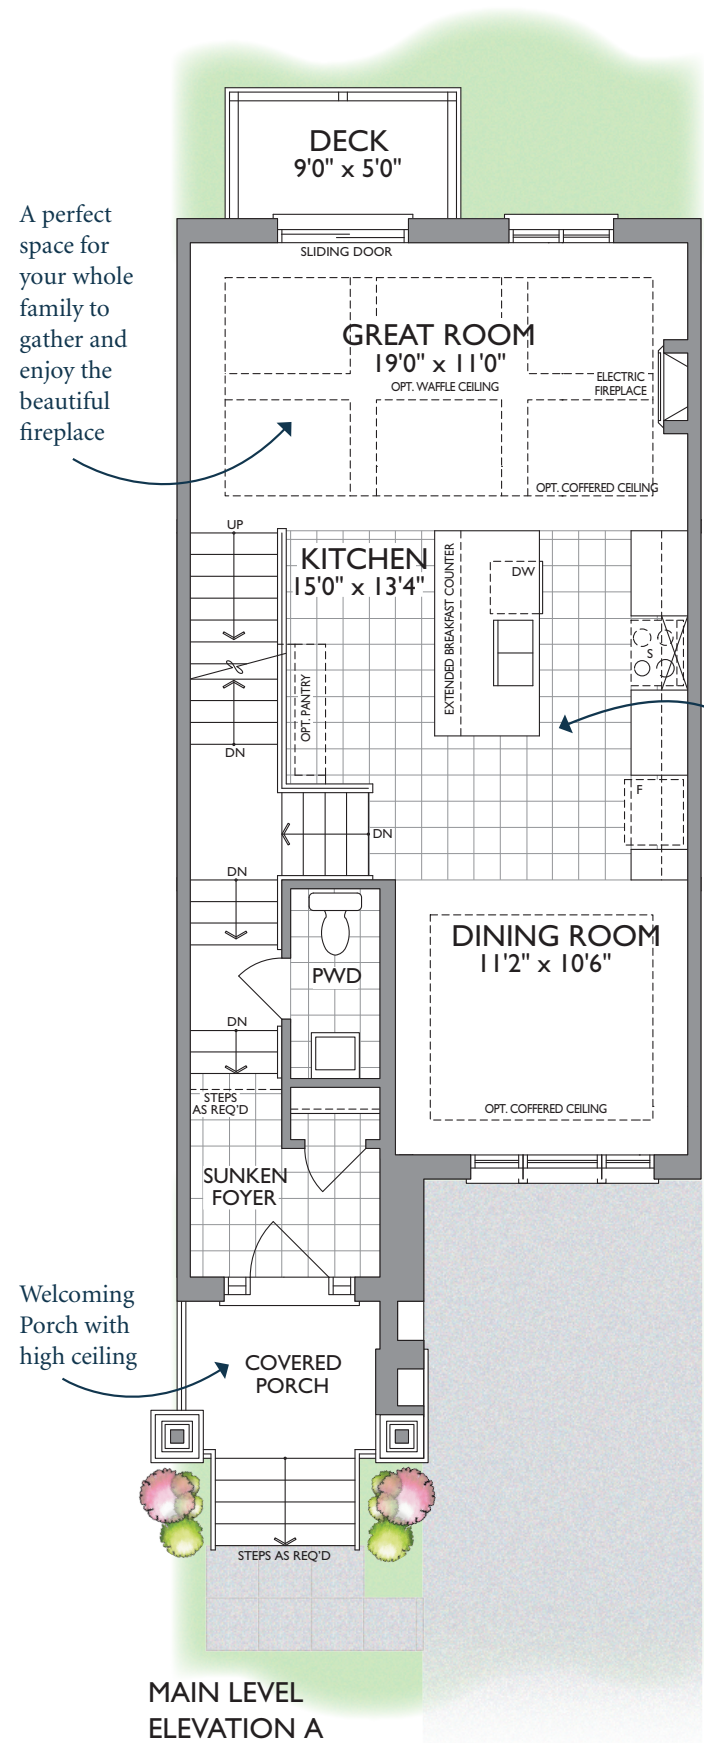 DECK
9'0" x 5'0"
A perfect
space for
your whole
family to
gather and
enjoy the
beautiful
fireplace
SLIDING DOOR
GREAT ROOM
19'0" x 11'0"
OPT. WAFFLE CEILING
ELECTRIC
FIREPLACE
OPT. COFFERED CEILING
UP
KITCHEN
15'0" x 13'4"
EXTENDED BREAKFAST COUNTER
DW
S
OPT. PANTRY
DN
F
DN
DN
DINING ROOM
11'2" x 10'6"
PWD
DN
STEPS
AS REQ'D
OPT. COFFERED CEILING
SUNKEN
FOYER
Welcoming
Porch with
high ceiling
COVERED
PORCH
STEPS AS REQ'D
MAIN LEVEL
ELEVATION A